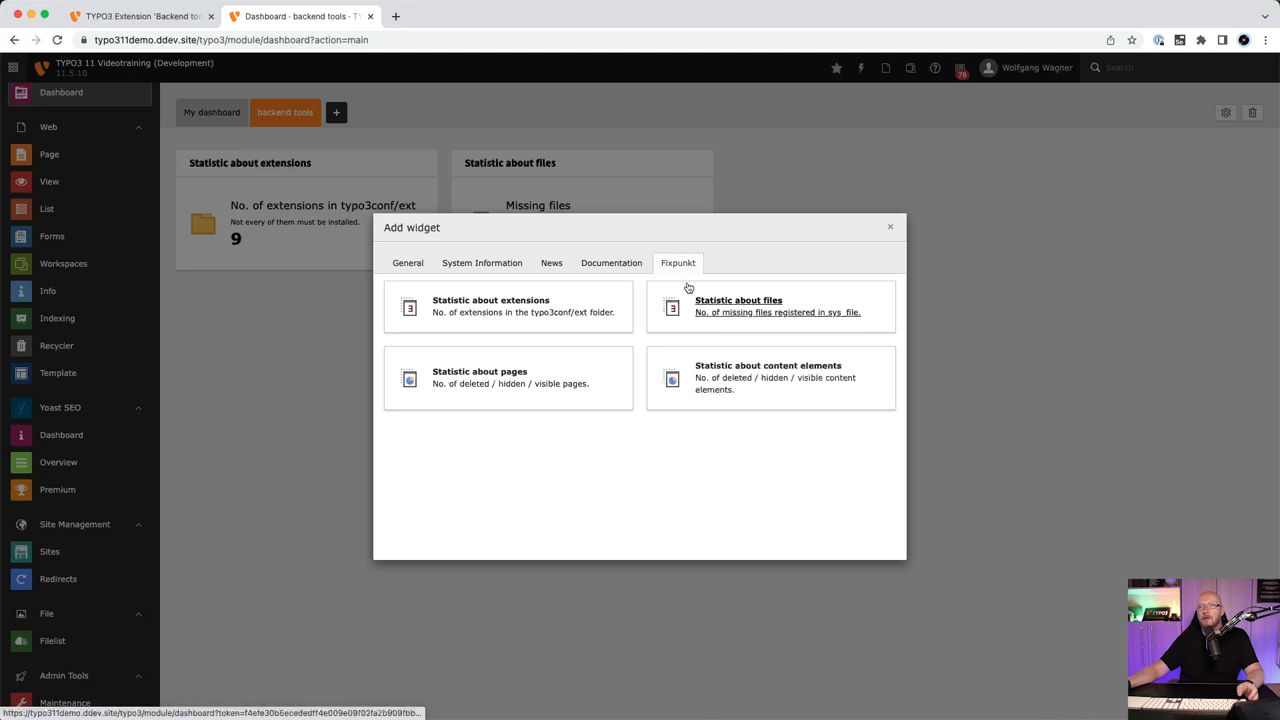 TYPO3 Extension 'Backend too
Dashboard · backend tools · T
typo311demo.ddev.site/typo3/module/dashboard?action=main
TYPO3 11 Videotraining (Development)
11.5.10
78
Wolfgang Wagner
Search
Dashboard
Web
Page
View
List
Forms
Workspaces
Info
Indexing
Recycler
Template
Yoast SEO
Dashboard
Overview
Premium
Site Management
Sites
Redirects
File
Filelist
Admin Tools
Maintenance
My dashboard
backend tools
+
Statistic about extensions
No. of extensions in typo3conf/ext
Not every of them must be installed.
9
Statistic about files
Missing files
Add widget
×
General
System Information
News
Documentation
Fixpunkt
3
Statistic about extensions
No. of extensions in the typo3conf/ext folder.
3
Statistic about files
No. of missing files registered in sys_file.
Statistic about pages
No. of deleted / hidden / visible pages.
Statistic about content elements
No. of deleted / hidden / visible content
elements.
TYPO3